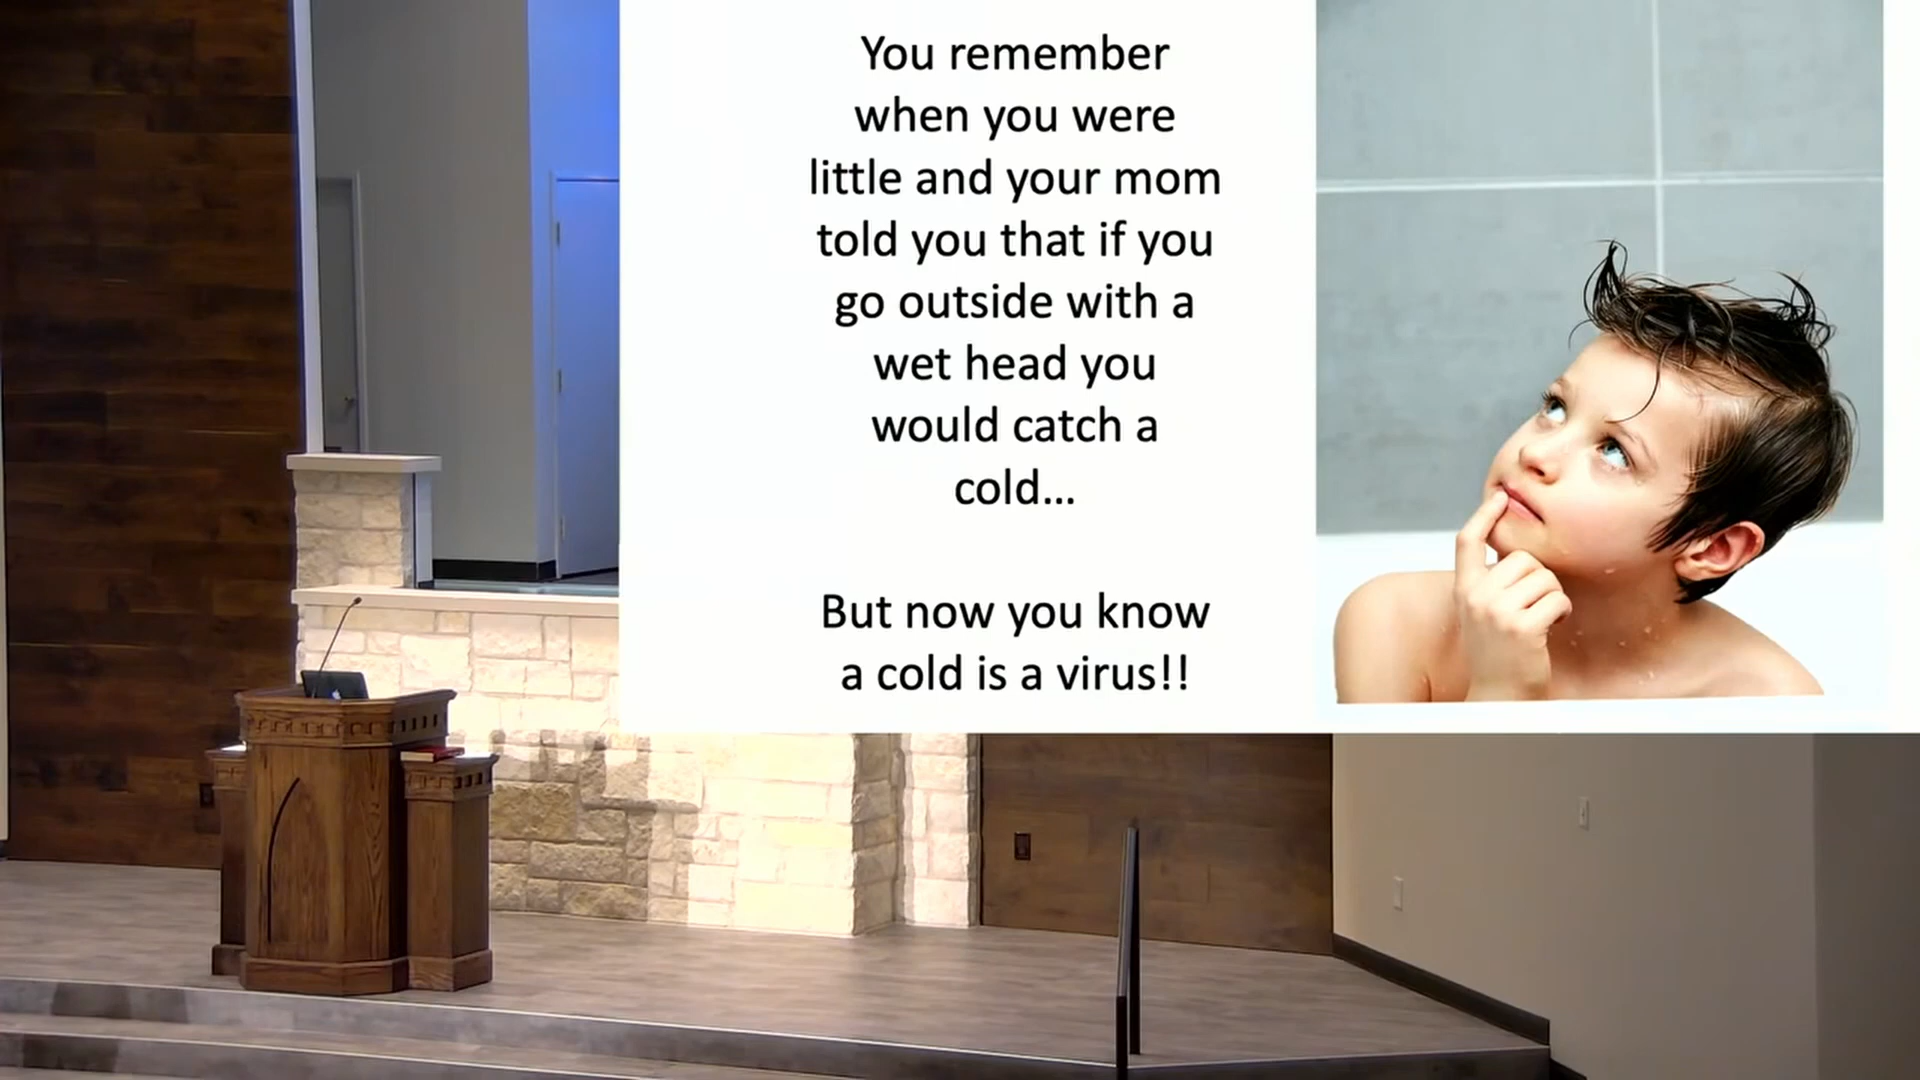 You remember
when you were
little and your mom
told you that if you
go outside with a
wet head you
would catch a
cold...
But now you know
a cold is a virus!!